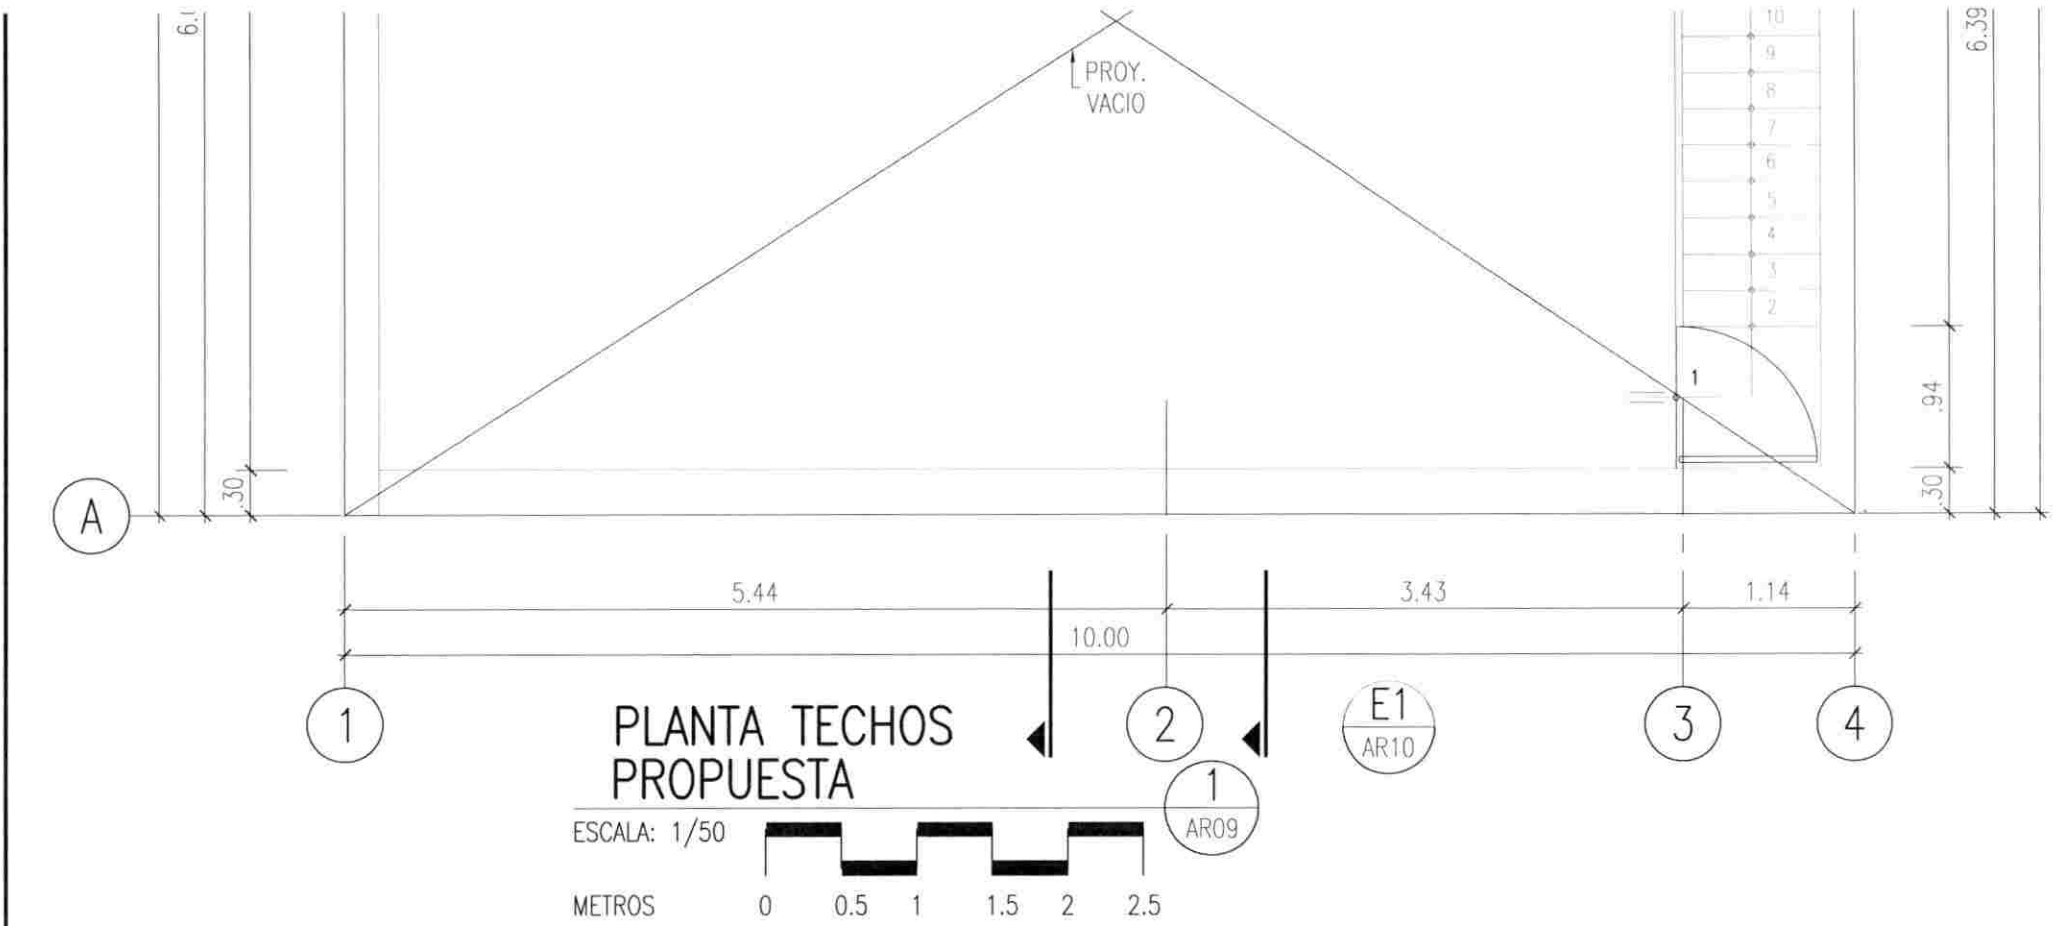 10
9
8
7
6
5
4
3
2
1
6.39
PROY.
VACIO
.94
.30
.30
A
5.44
3.43
1.14
10.00
1
2
3
4
E1
AR10
PLANTA TECHOS
PROPUESTA
1
AR09
ESCALA: 1/50
METROS
0 0.5 1 1.5 2 2.5